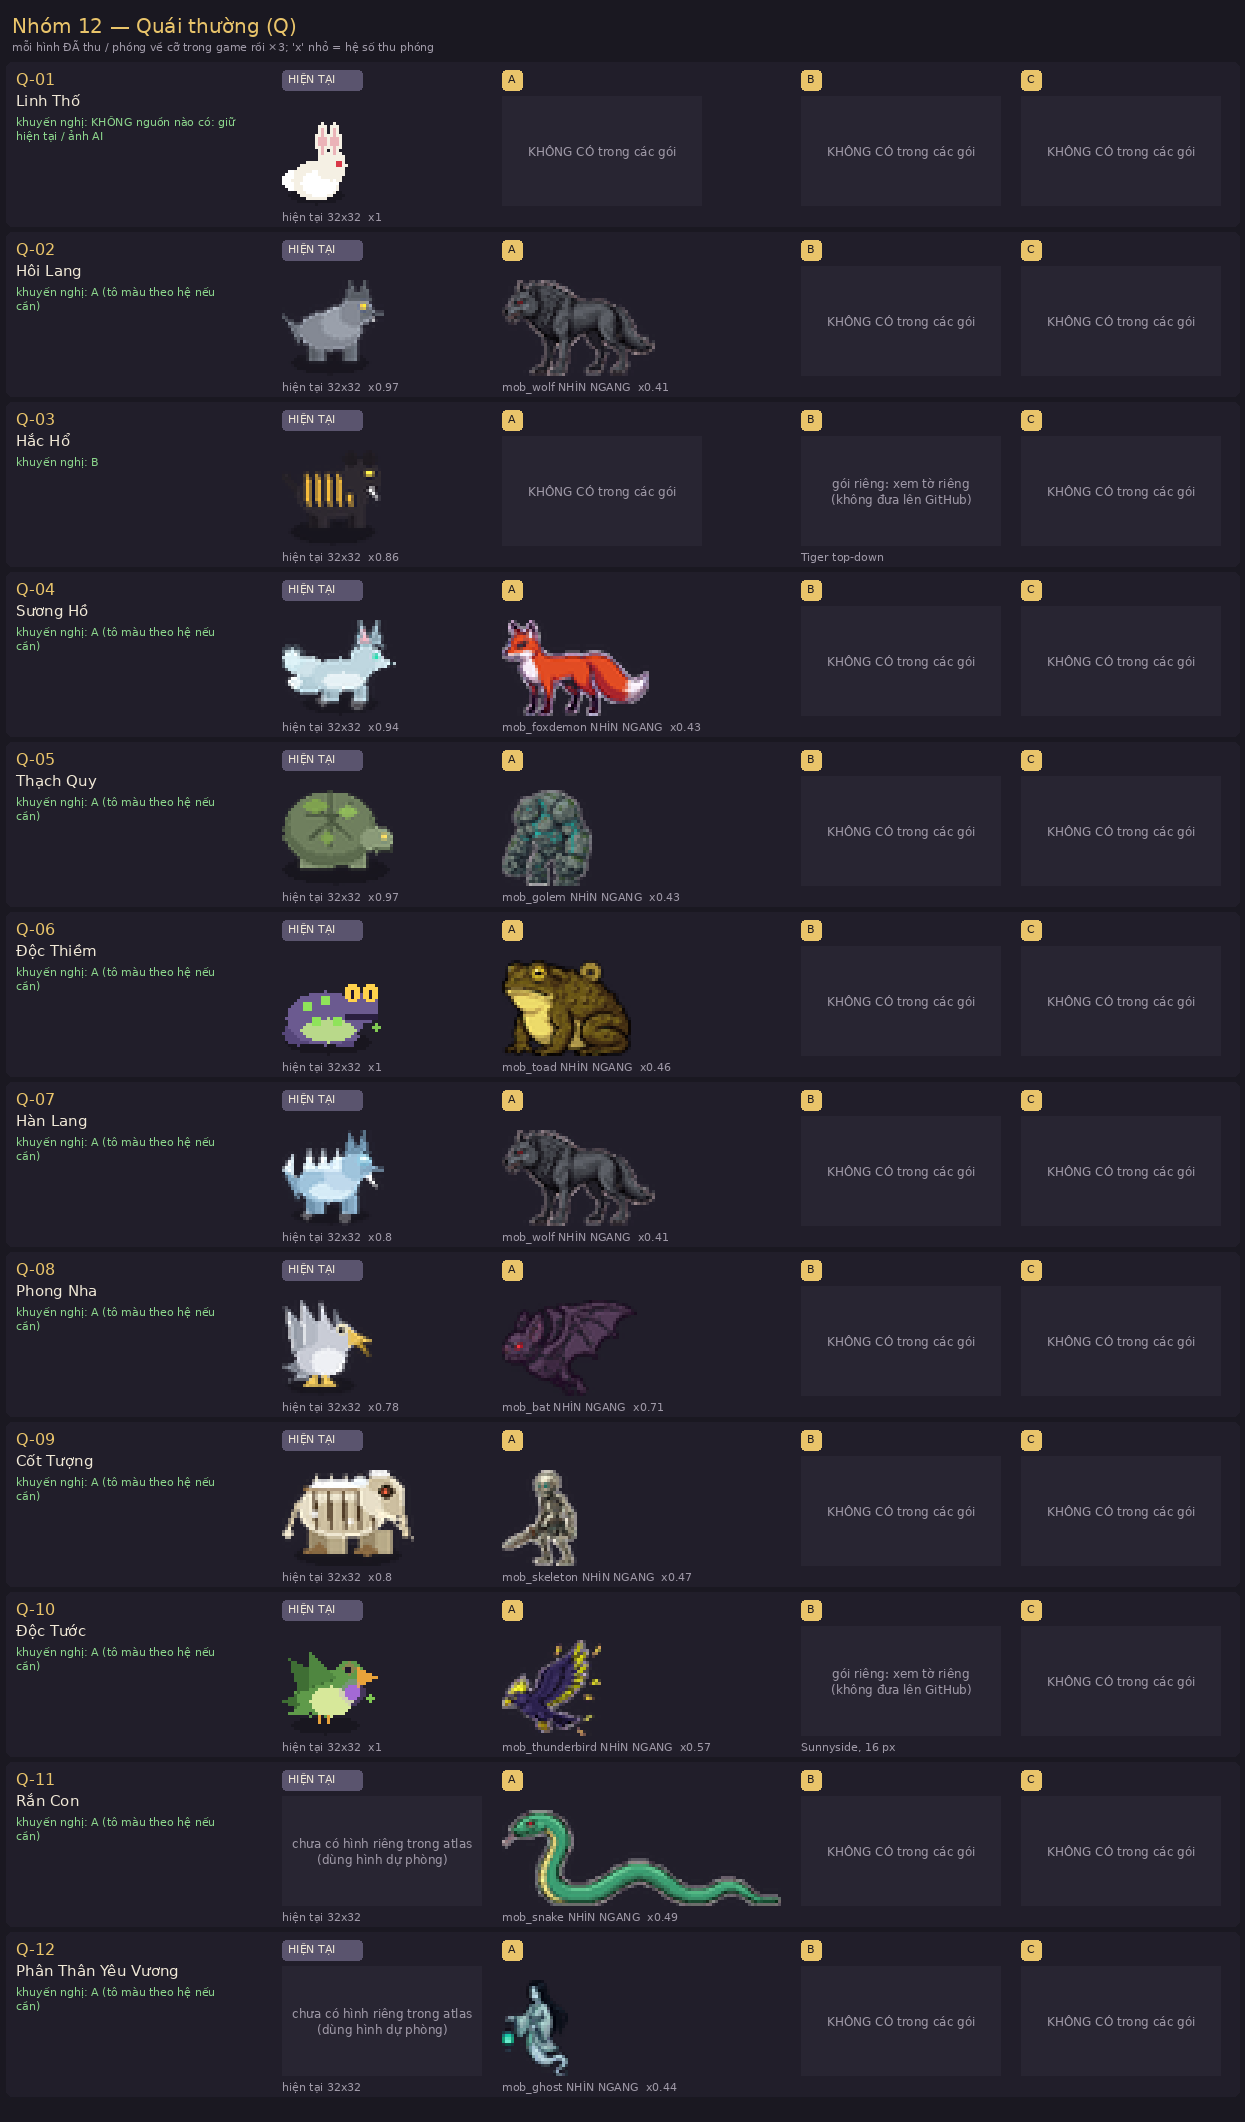 Nhóm 12 — Quái thường (Q)
mỗi hình ĐÃ thu / phóng về cỡ trong game rồi ×3; 'x' nhỏ = hệ số thu phóng
Q-01
Linh Thố
khuyến nghị: KHÔNG nguồn nào có: giữ
hiện tại / ảnh AI
HIỆN TẠI
hiện tại 32x32 x1
A
KHÔNG CÓ trong các gói
B
KHÔNG CÓ trong các gói
C
KHÔNG CÓ trong các gói
Q-02
Hôi Lang
khuyến nghị: A (tô màu theo hệ nếu
cần)
HIỆN TẠI
hiện tại 32x32 x0.97
A
mob_wolf NHÌN NGANG x0.41
B
KHÔNG CÓ trong các gói
C
KHÔNG CÓ trong các gói
Q-03
Hắc Hổ
khuyến nghị: B
HIỆN TẠI
hiện tại 32x32 x0.86
A
KHÔNG CÓ trong các gói
B
gói riêng: xem tờ riêng
(không đưa lên GitHub)
Tiger top-down
C
KHÔNG CÓ trong các gói
Q-04
Sương Hồ
khuyến nghị: A (tô màu theo hệ nếu
cần)
HIỆN TẠI
hiện tại 32x32 x0.94
A
mob_foxdemon NHÌN NGANG x0.43
B
KHÔNG CÓ trong các gói
C
KHÔNG CÓ trong các gói
Q-05
Thạch Quy
khuyến nghị: A (tô màu theo hệ nếu
cần)
HIỆN TẠI
hiện tại 32x32 x0.97
A
mob_golem NHÌN NGANG x0.43
B
KHÔNG CÓ trong các gói
C
KHÔNG CÓ trong các gói
Q-06
Độc Thiềm
khuyến nghị: A (tô màu theo hệ nếu
cần)
HIỆN TẠI
hiện tại 32x32 x1
A
mob_toad NHÌN NGANG x0.46
B
KHÔNG CÓ trong các gói
C
KHÔNG CÓ trong các gói
Q-07
Hàn Lang
khuyến nghị: A (tô màu theo hệ nếu
cần)
HIỆN TẠI
hiện tại 32x32 x0.8
A
mob_wolf NHÌN NGANG x0.41
B
KHÔNG CÓ trong các gói
C
KHÔNG CÓ trong các gói
Q-08
Phong Nha
khuyến nghị: A (tô màu theo hệ nếu
cần)
HIỆN TẠI
hiện tại 32x32 x0.78
A
mob_bat NHÌN NGANG x0.71
B
KHÔNG CÓ trong các gói
C
KHÔNG CÓ trong các gói
Q-09
Cốt Tượng
khuyến nghị: A (tô màu theo hệ nếu
cần)
HIỆN TẠI
hiện tại 32x32 x0.8
A
mob_skeleton NHÌN NGANG x0.47
B
KHÔNG CÓ trong các gói
C
KHÔNG CÓ trong các gói
Q-10
Độc Tước
khuyến nghị: A (tô màu theo hệ nếu
cần)
HIỆN TẠI
hiện tại 32x32 x1
A
mob_thunderbird NHÌN NGANG x0.57
B
gói riêng: xem tờ riêng
(không đưa lên GitHub)
Sunnyside, 16 px
C
KHÔNG CÓ trong các gói
Q-11
Rắn Con
khuyến nghị: A (tô màu theo hệ nếu
cần)
HIỆN TẠI
chưa có hình riêng trong atlas
(dùng hình dự phòng)
hiện tại 32x32
A
mob_snake NHÌN NGANG x0.49
B
KHÔNG CÓ trong các gói
C
KHÔNG CÓ trong các gói
Q-12
Phân Thân Yêu Vương
khuyến nghị: A (tô màu theo hệ nếu
cần)
HIỆN TẠI
chưa có hình riêng trong atlas
(dùng hình dự phòng)
hiện tại 32x32
A
mob_ghost NHÌN NGANG x0.44
B
KHÔNG CÓ trong các gói
C
KHÔNG CÓ trong các gói